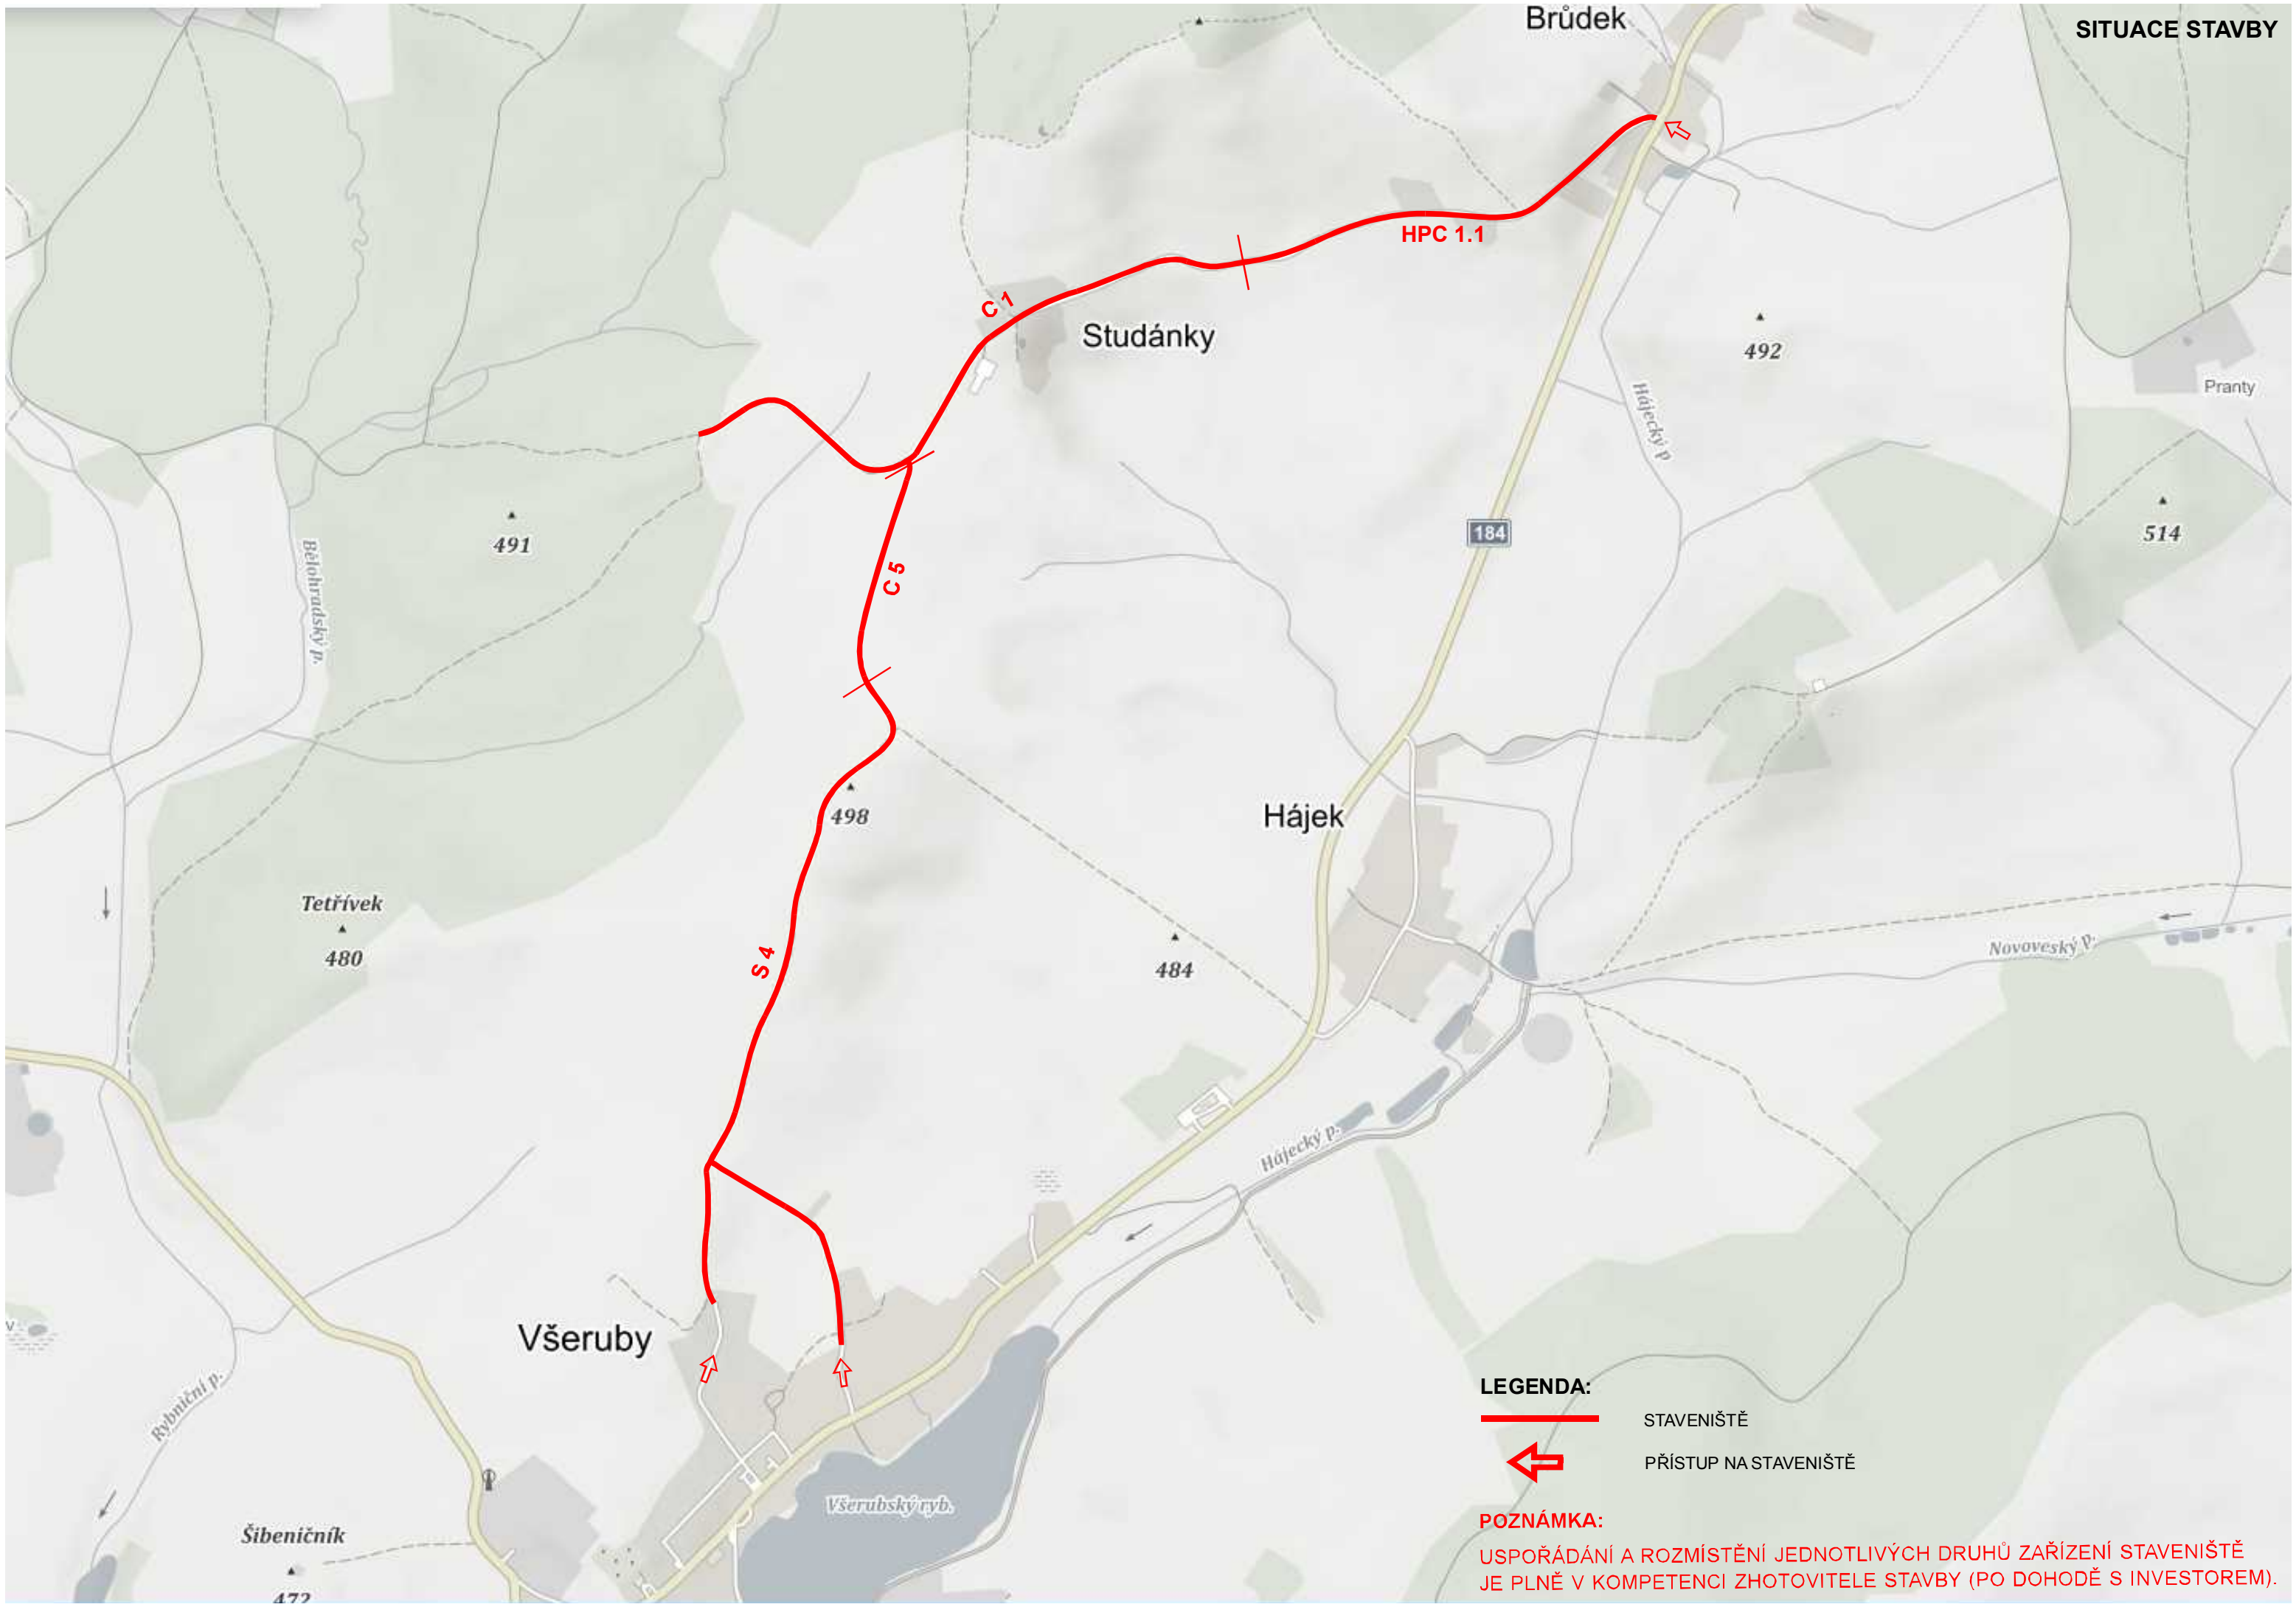 Brůdek
SITUACE STAVBY
HPC 1.1
C 1
Studánky
492
Pranty
Hájecký p
491
184
514
Bělohradský p.
C 5
498
Hájek
Tetřívek
480
S 4
484
Novoveský p.
Hájecký p.
Všeruby
v.
Rybniční p.
Všerubský ryb.
Šibeničník
472
LEGENDA:
STAVENIŠTĚ
PŘÍSTUP NA STAVENIŠTĚ
POZNÁMKA:
USPOŘÁDÁNÍ A ROZMÍSTĚNÍ JEDNOTLIVÝCH DRUHŮ ZAŘÍZENÍ STAVENIŠTĚ
JE PLNĚ V KOMPETENCI ZHOTOVITELE STAVBY (PO DOHODĚ S INVESTOREM).